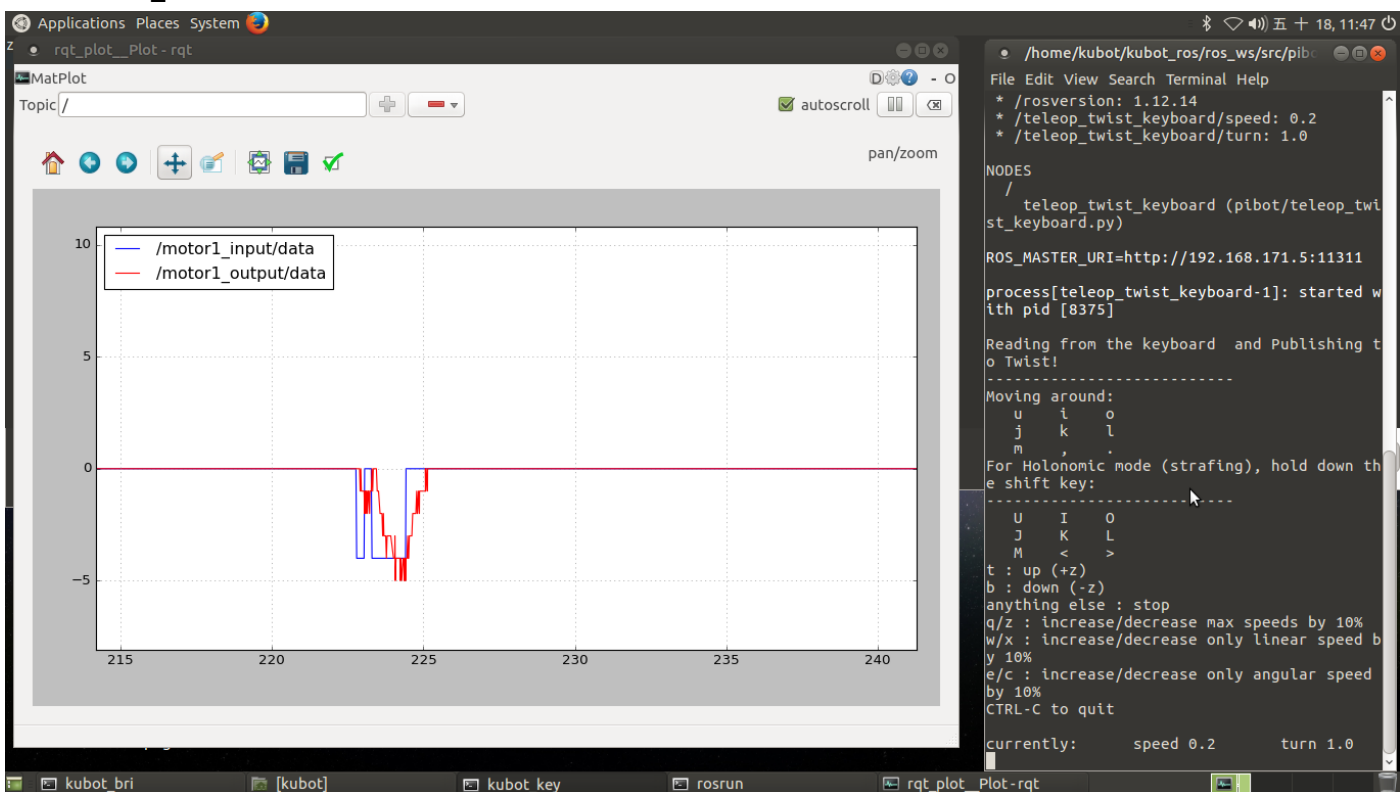 Applications Places System
五 十 18, 11:47
rqt_plot__Plot - rqt
MatPlot
D - O
Topic /
autoscroll
pan/zoom
/motor1_input/data
/motor1_output/data
10
5
0
−5
215 220 225 230 235 240
/home/kubot/kubot_ros/ros_ws/src/pibo
File Edit View Search Terminal Help
* /rosversion: 1.12.14
* /teleop_twist_keyboard/speed: 0.2
* /teleop_twist_keyboard/turn: 1.0
NODES
/
teleop_twist_keyboard (pibot/teleop_twi
st_keyboard.py)
ROS_MASTER_URI=http://192.168.171.5:11311
process[teleop_twist_keyboard-1]: started w
ith pid [8375]
Reading from the keyboard  and Publishing t
o Twist!
---------------------------
Moving around:
u    i    o
j    k    l
m    ,    .
For Holonomic mode (strafing), hold down th
e shift key:
---------------------------
U    I    O
J    K    L
M    <    >
t : up (+z)
b : down (-z)
anything else : stop
q/z : increase/decrease max speeds by 10%
w/x : increase/decrease only linear speed b
y 10%
e/c : increase/decrease only angular speed
by 10%
CTRL-C to quit
currently:      speed 0.2       turn 1.0
kubot_bri
[kubot]
kubot_key
rosrun
rqt_plot__Plot - rqt